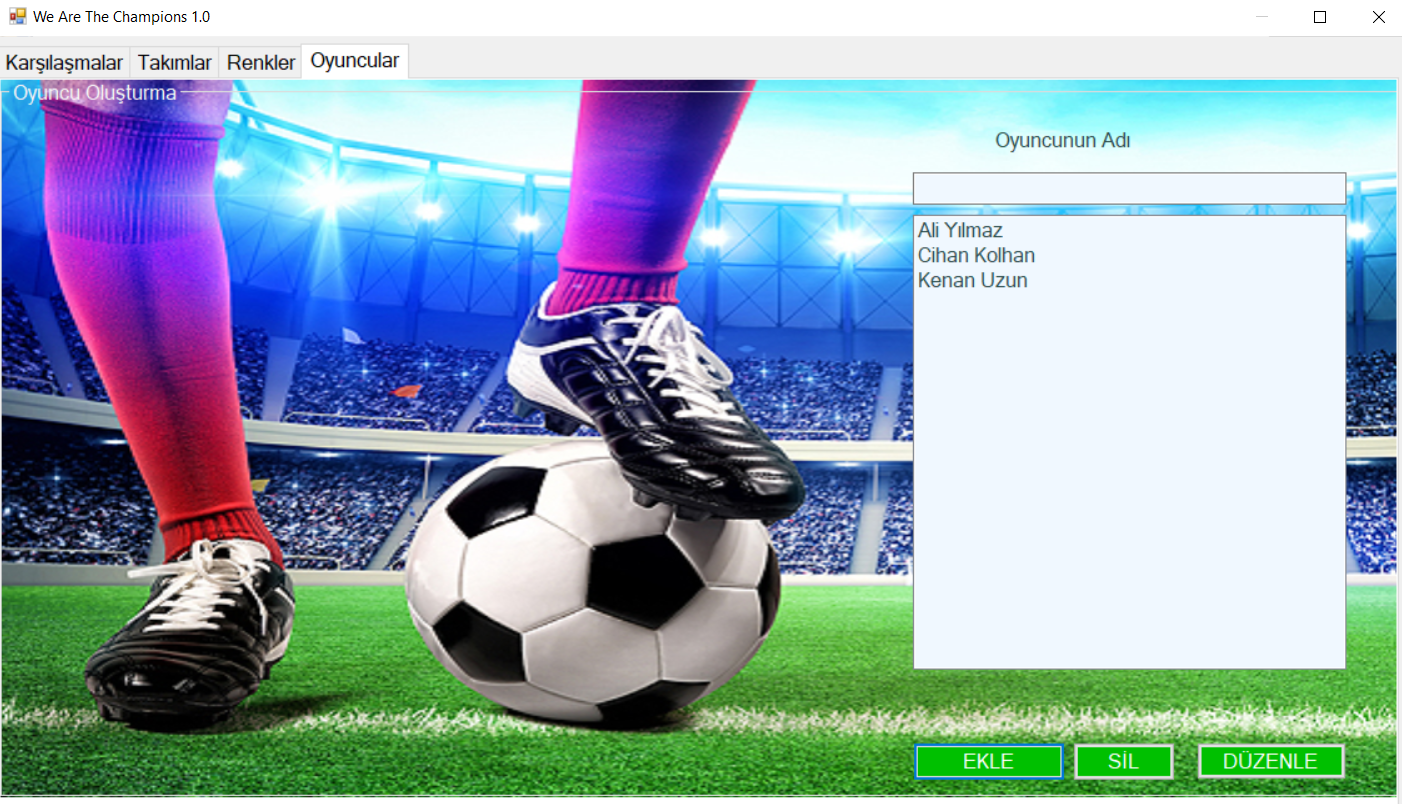 We Are The Champions 1.0
Karşılaşmalar Takımlar Renkler Oyuncular
Oyuncu Oluşturma
Oyuncunun Adı
Ali Yılmaz
Cihan Kolhan
Kenan Uzun
EKLE SİL DÜZENLE